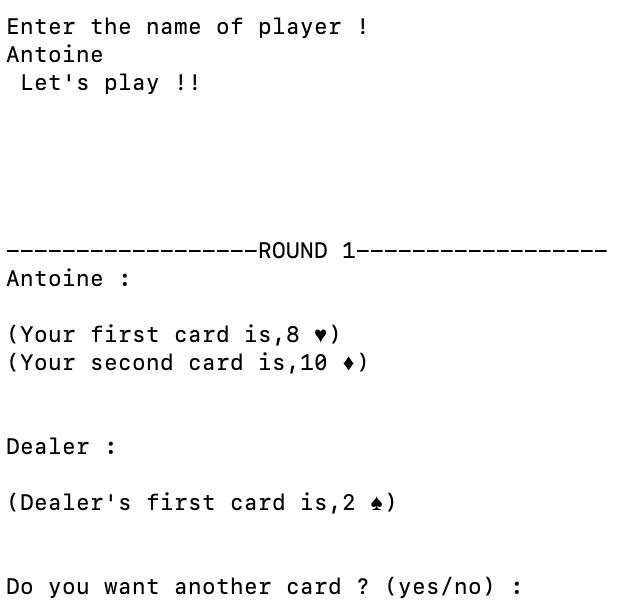 Enter the name of player !
Antoine
Let's play !!
------------------ROUND 1------------------
Antoine :
(Your first card is,8 ♥)
(Your second card is,10 ♦)
Dealer :
(Dealer's first card is,2 ♠)
Do you want another card ? (yes/no) :